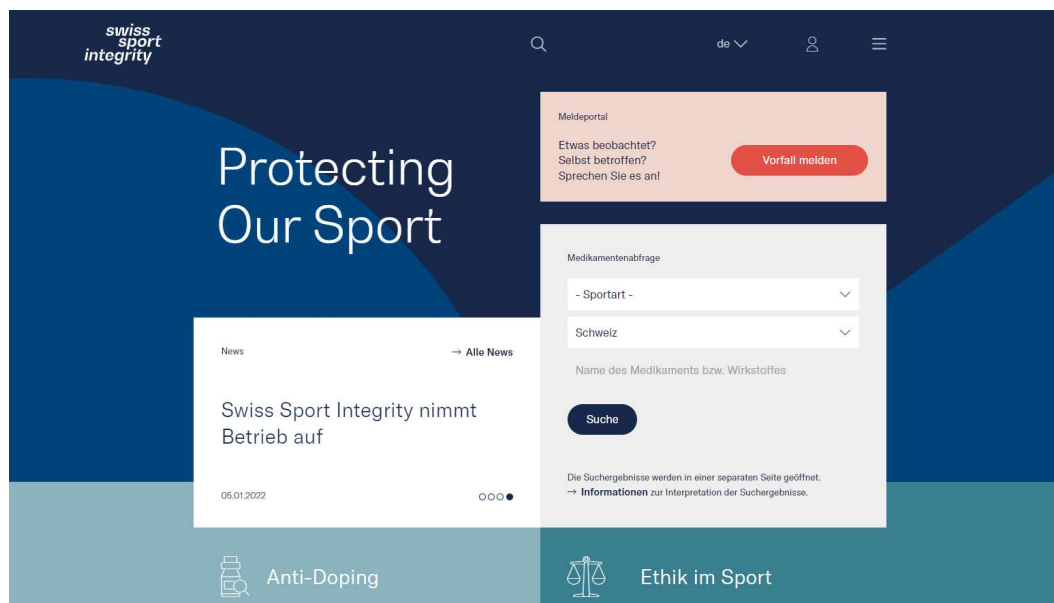 swiss
sport
integrity
de
Protecting
Our Sport
Meldeportal
Etwas beobachtet?
Selbst betroffen?
Sprechen Sie es an!
Vorfall melden
Medikamentenabfrage
- Sportart -
Schweiz
Name des Medikaments bzw. Wirkstoffes
Suche
Die Suchergebnisse werden in einer separaten Seite geöffnet.
→ Informationen zur Interpretation der Suchergebnisse.
News
→ Alle News
Swiss Sport Integrity nimmt
Betrieb auf
05.01.2022
Anti-Doping
Ethik im Sport